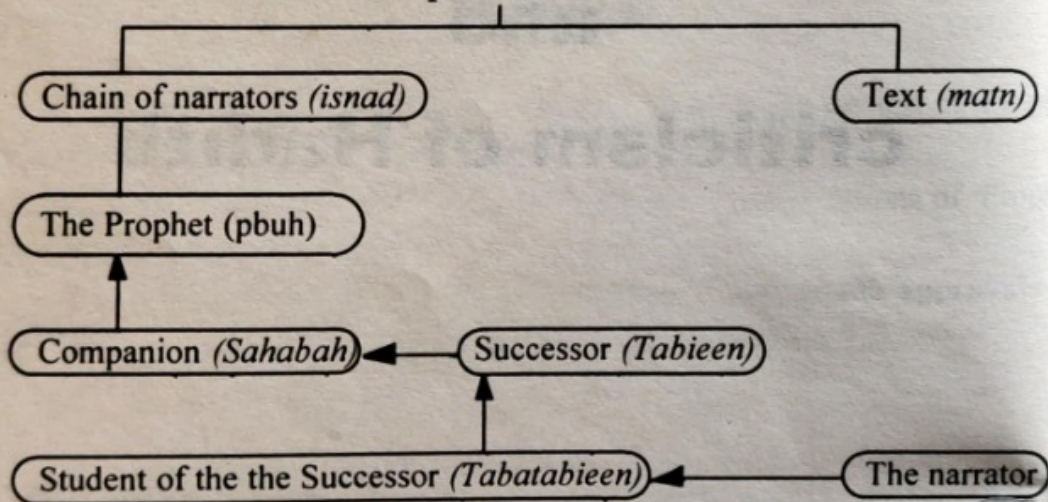 Chain of narrators (isnad)
Text (matn)
The Prophet (pbuh)
Companion (Sahabah)
Successor (Tabieen)
Student of the the Successor (Tabatabieen)
The narrator